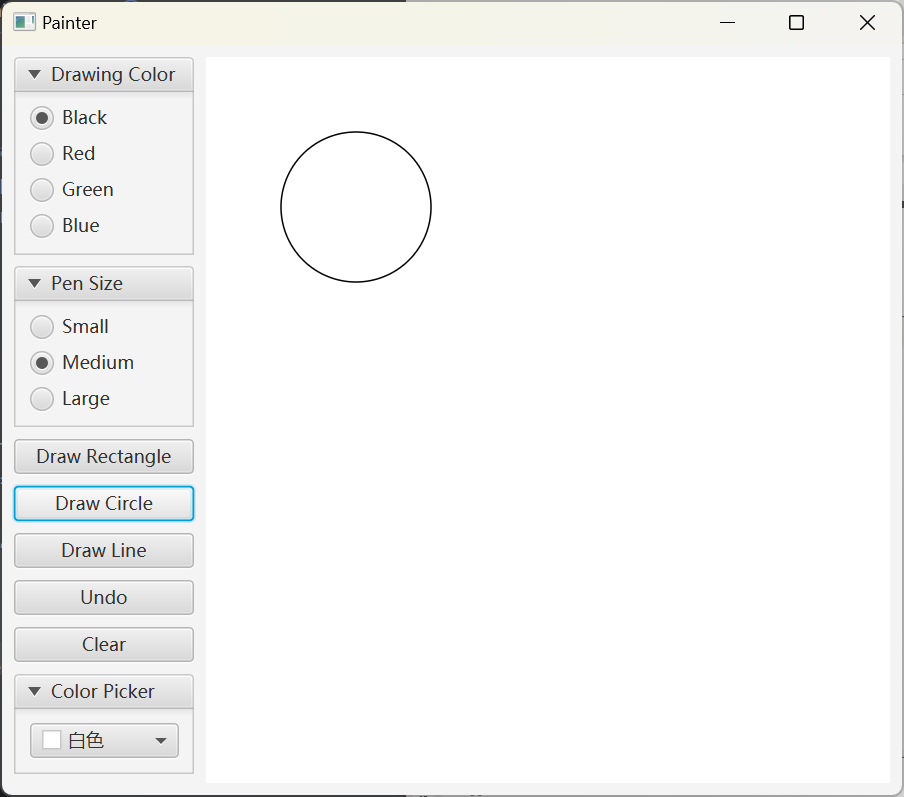 Painter
Drawing Color
Black
Red
Green
Blue
Pen Size
Small
Medium
Large
Draw Rectangle
Draw Circle
Draw Line
Undo
Clear
Color Picker
白色